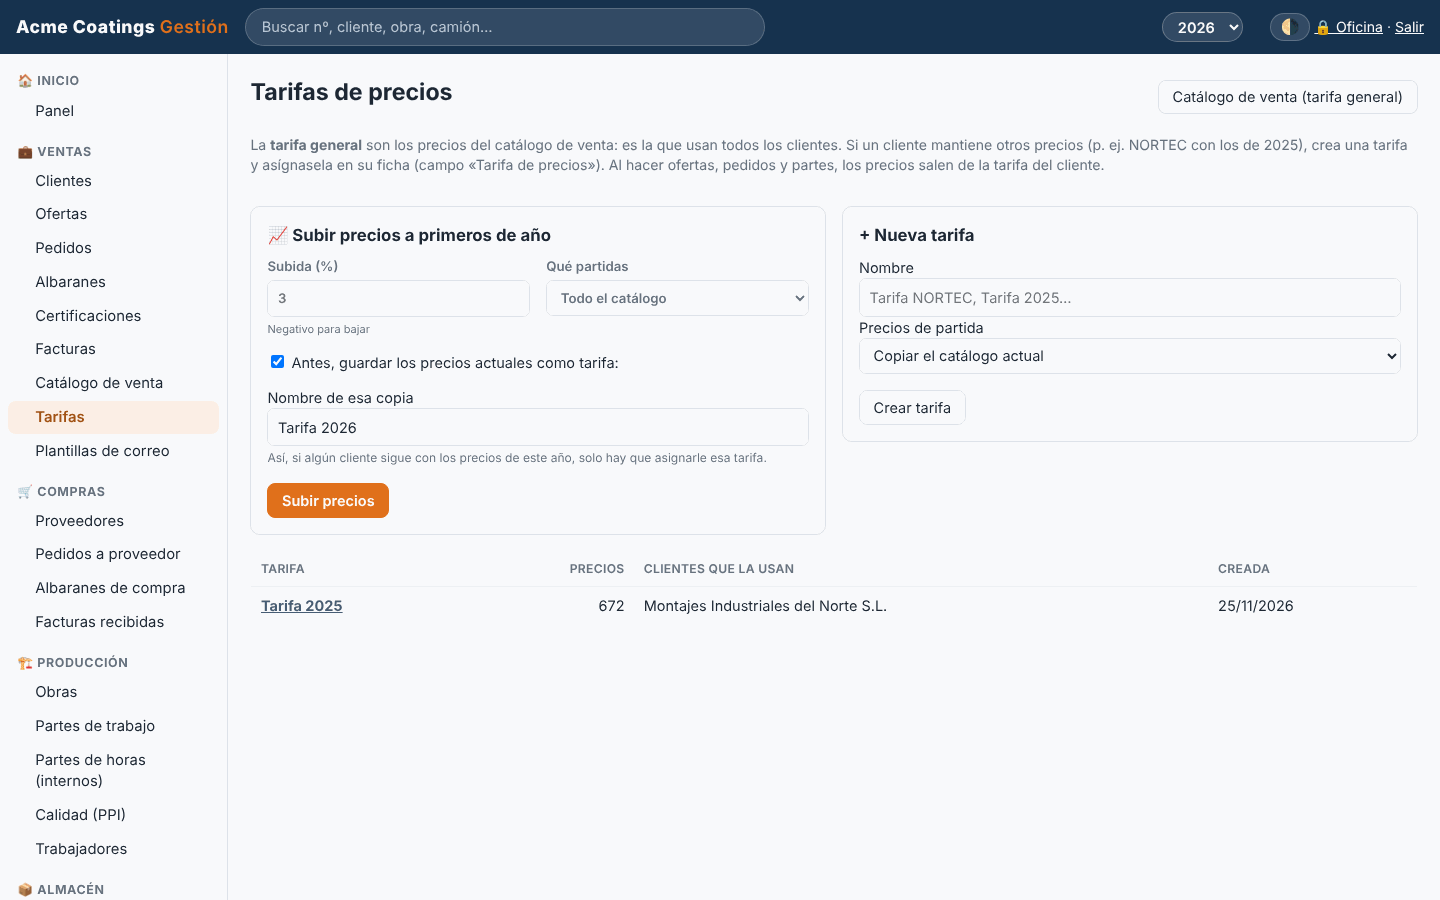 Acme Coatings Gestión
Buscar nº, cliente, obra, camión...
2026
Oficina · Salir
INICIO
Panel
VENTAS
Clientes
Ofertas
Pedidos
Albaranes
Certificaciones
Facturas
Catálogo de venta
Tarifas
Plantillas de correo
COMPRAS
Proveedores
Pedidos a proveedor
Albaranes de compra
Facturas recibidas
PRODUCCIÓN
Obras
Partes de trabajo
Partes de horas
(internos)
Calidad (PPI)
Trabajadores
ALMACÉN
Tarifas de precios
Catálogo de venta (tarifa general)
La tarifa general son los precios del catálogo de venta: es la que usan todos los clientes. Si un cliente mantiene otros precios (p. ej. NORTEC con los de 2025), crea una tarifa
y asígnasela en su ficha (campo «Tarifa de precios»). Al hacer ofertas, pedidos y partes, los precios salen de la tarifa del cliente.
Subir precios a primeros de año
Subida (%)
Qué partidas
3
Todo el catálogo
Negativo para bajar
Antes, guardar los precios actuales como tarifa:
Nombre de esa copia
Tarifa 2026
Así, si algún cliente sigue con los precios de este año, solo hay que asignarle esa tarifa.
Subir precios
+ Nueva tarifa
Nombre
Tarifa NORTEC, Tarifa 2025...
Precios de partida
Copiar el catálogo actual
Crear tarifa
TARIFA PRECIOS CLIENTES QUE LA USAN CREADA
Tarifa 2025 672 Montajes Industriales del Norte S.L. 25/11/2026